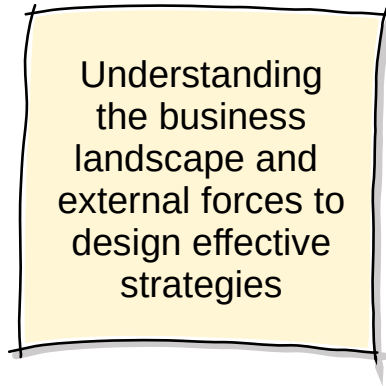 Understanding
the business
landscape and
external forces to
design effective
strategies